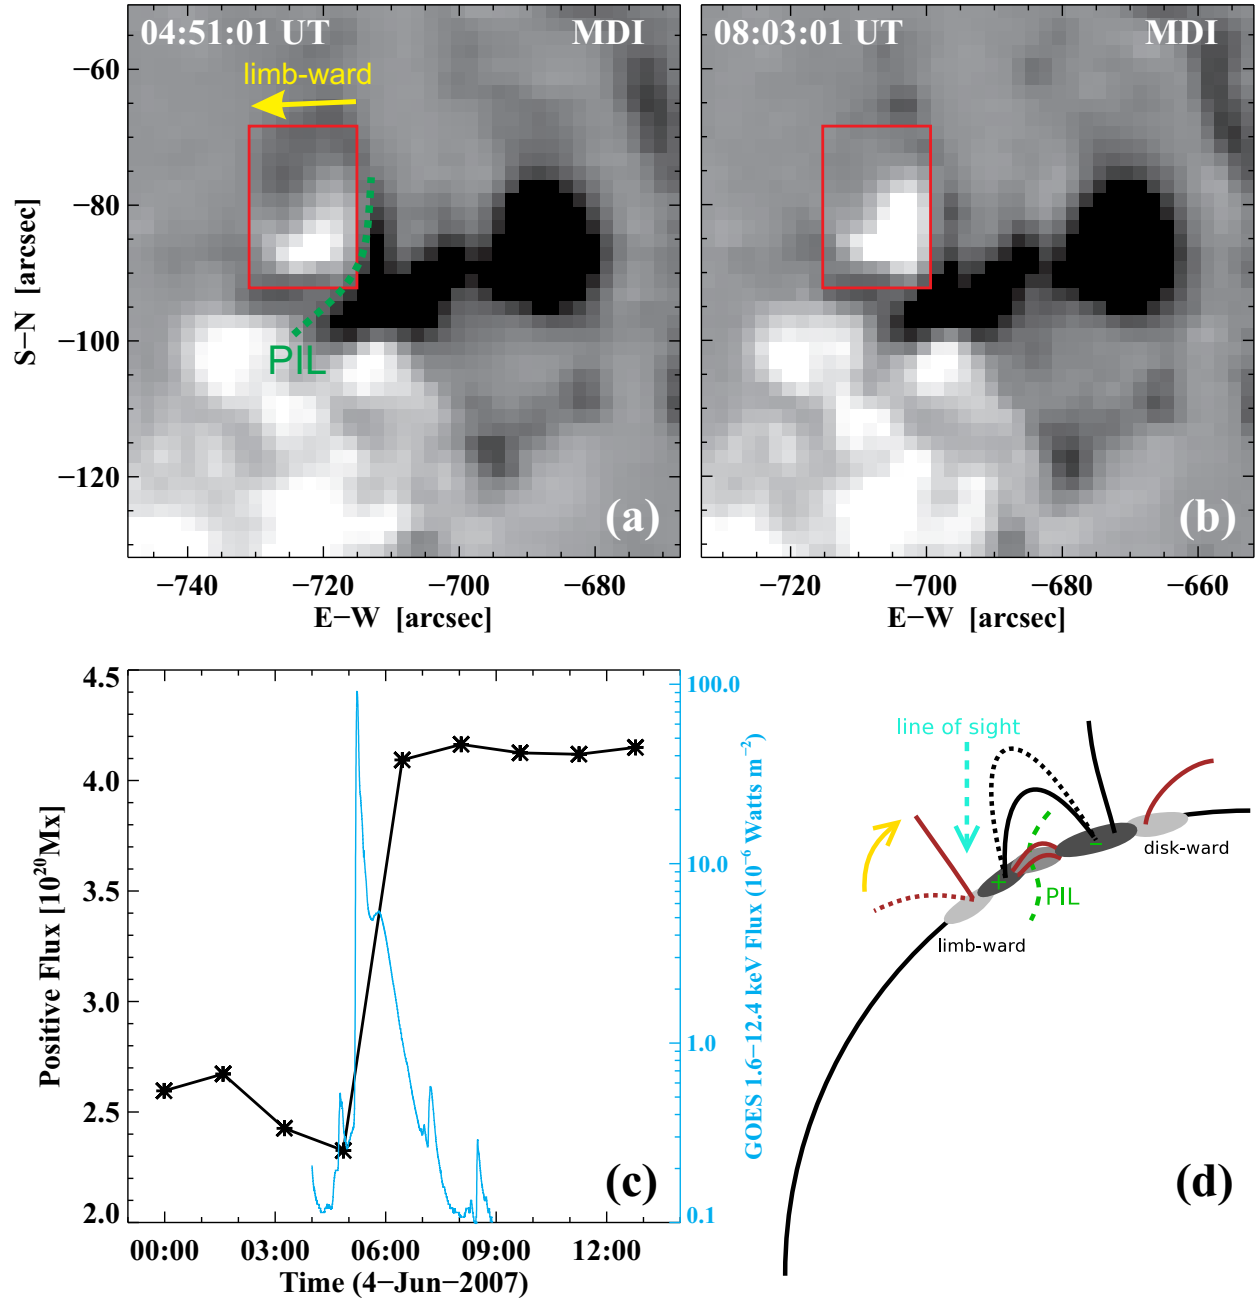 04:51:01 UT MDI
limb-ward
PIL
(a)
−60
−80
−100
−120
S−N [arcsec]
−740 −720 −700 −680
E−W [arcsec]
08:03:01 UT MDI
(b)
−720 −700 −680 −660
E−W [arcsec]
4.5
4.0
3.5
3.0
2.5
2.0
Positive Flux [10²⁰Mx]
100.0
10.0
1.0
0.1
GOES 1.6−12.4 keV Flux (10⁻⁶ Watts m⁻²)
(c)
00:00 03:00 06:00 09:00 12:00
Time (4−Jun−2007)
line of sight
+
−
disk-ward
PIL
limb-ward
(d)